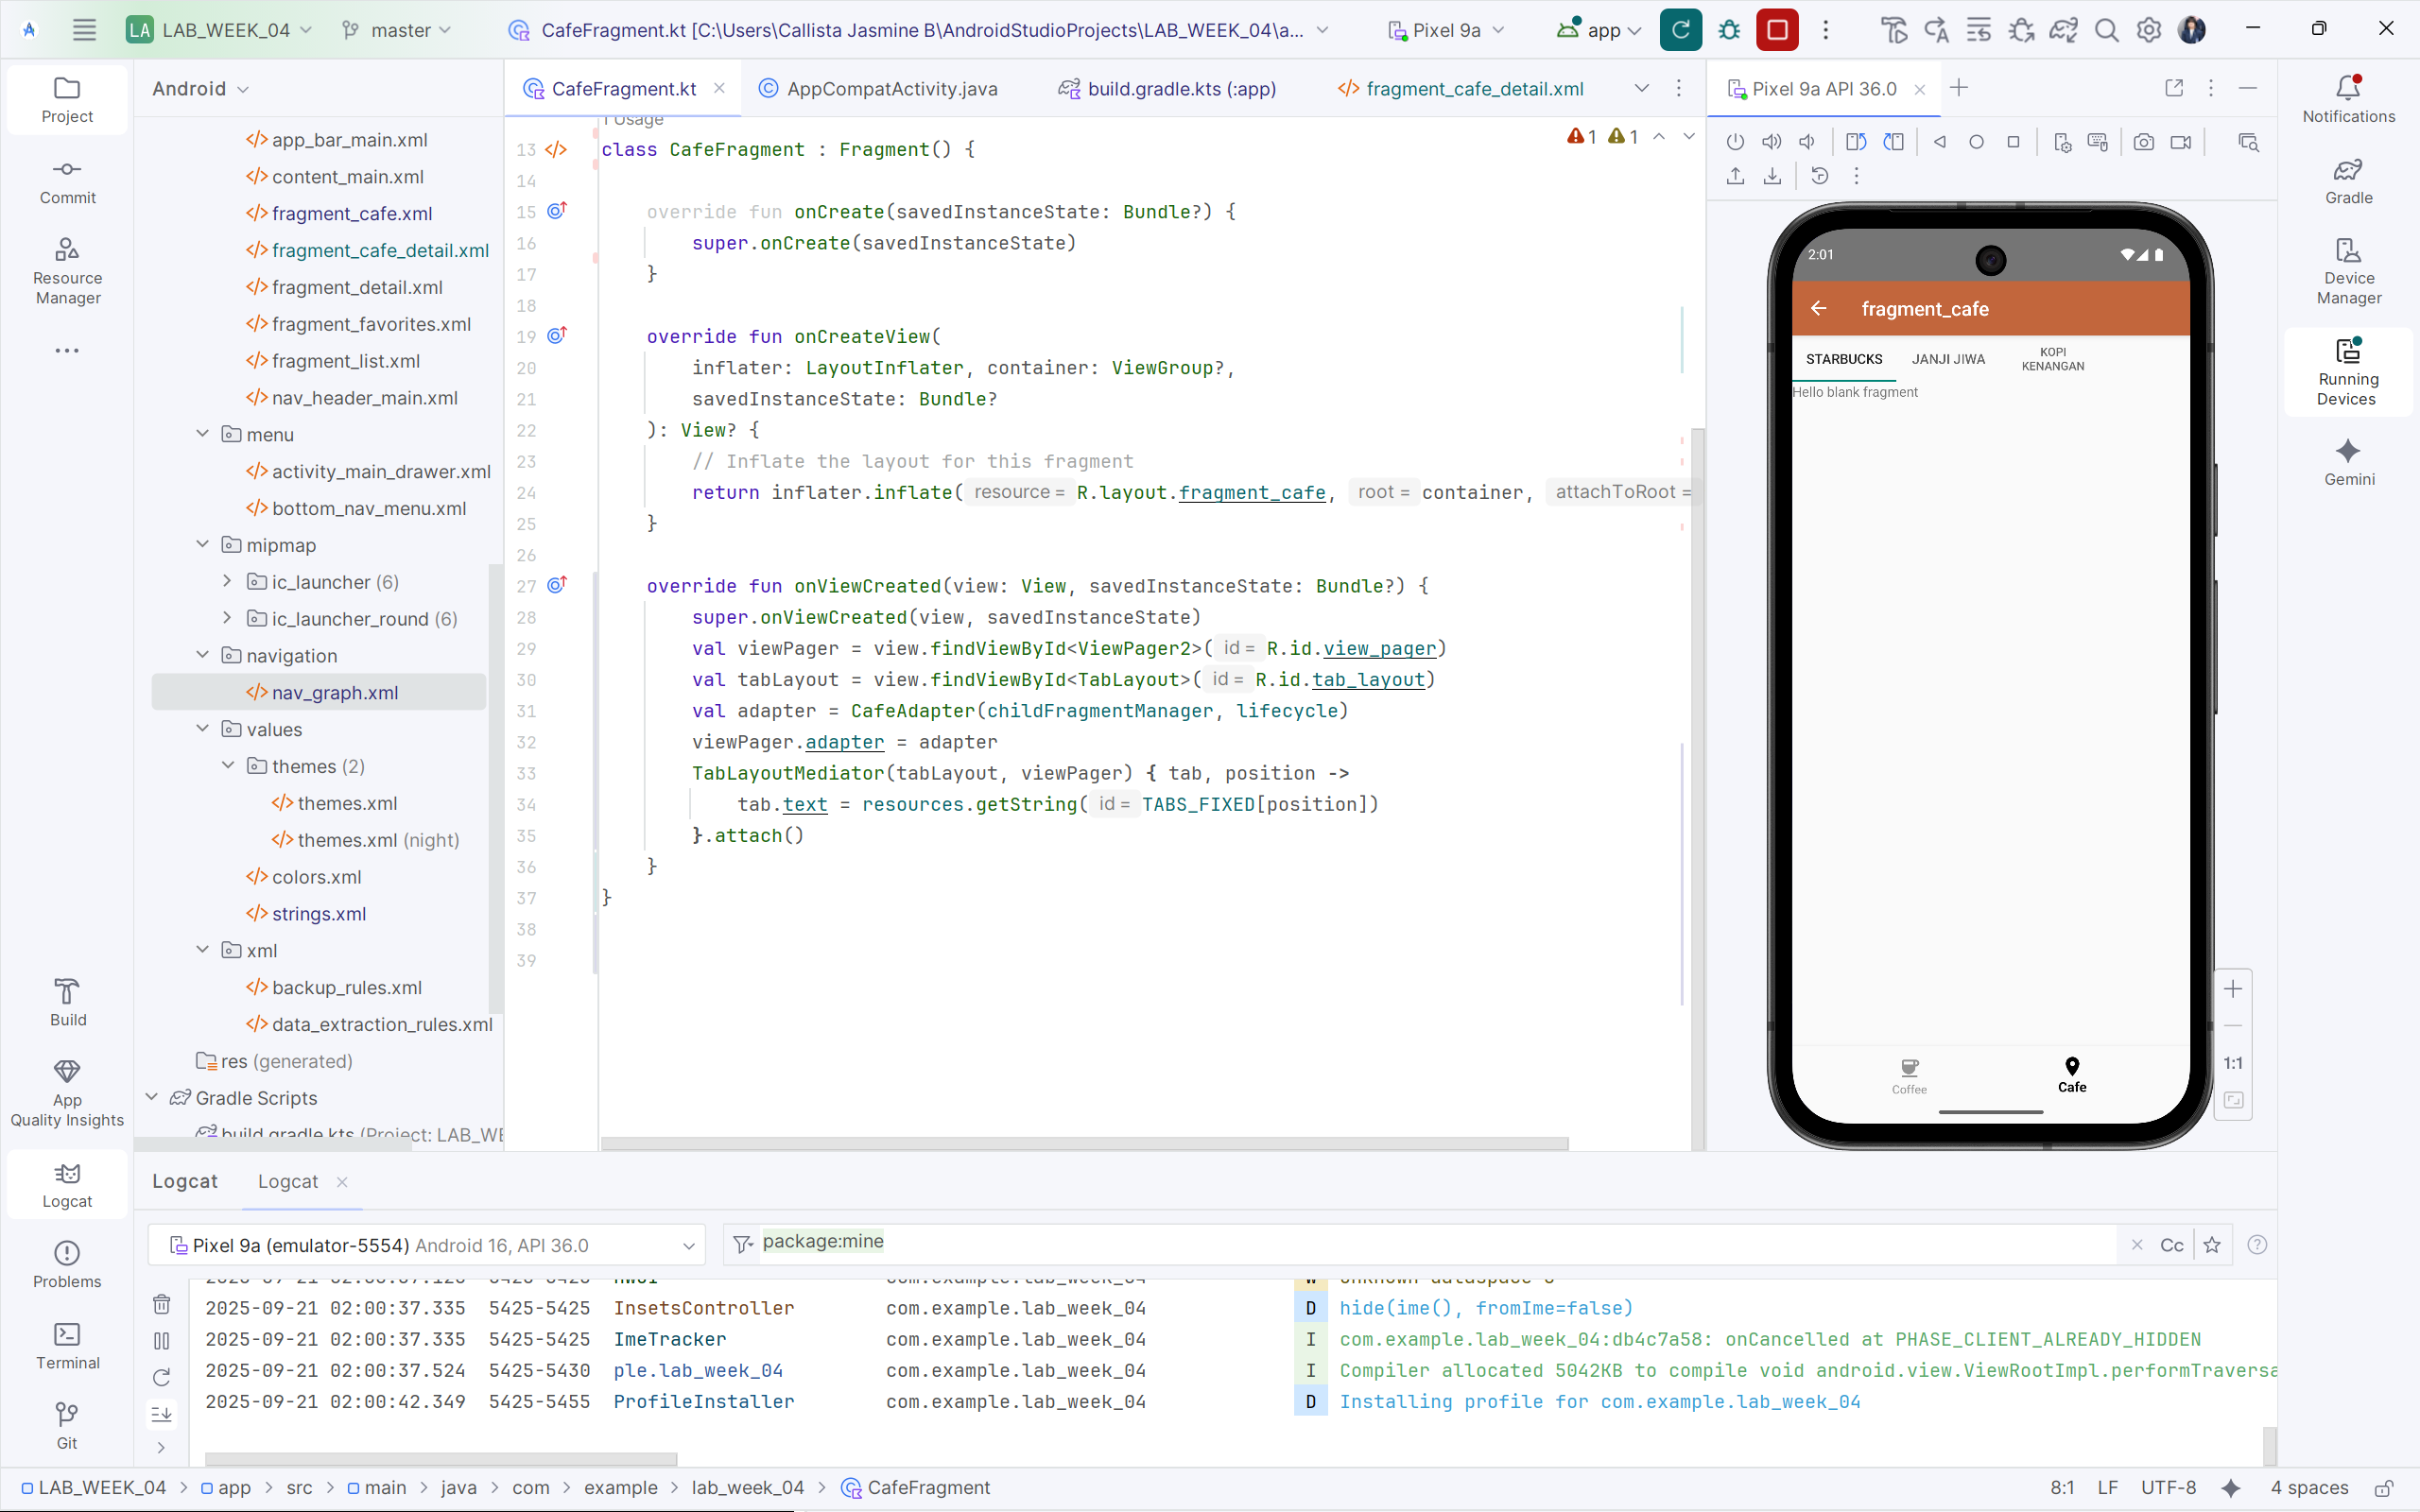 LA LAB_WEEK_04 master CafeFragment.kt [C:\Users\Callista Jasmine B\AndroidStudioProjects\LAB_WEEK_04\a... Pixel 9a app
Project
Commit
Resource
Manager
Build
App
Quality Insights
Logcat
Problems
Terminal
Git
Android
app_bar_main.xml
content_main.xml
fragment_cafe.xml
fragment_cafe_detail.xml
fragment_detail.xml
fragment_favorites.xml
fragment_list.xml
nav_header_main.xml
menu
activity_main_drawer.xml
bottom_nav_menu.xml
mipmap
ic_launcher (6)
ic_launcher_round (6)
navigation
nav_graph.xml
values
themes (2)
themes.xml
themes.xml (night)
colors.xml
strings.xml
xml
backup_rules.xml
data_extraction_rules.xml
res (generated)
Gradle Scripts
build.gradle.kts (Project: LAB_WE
CafeFragment.kt AppCompatActivity.java build.gradle.kts (:app) fragment_cafe_detail.xml
1 Usage
1 1
13 class CafeFragment : Fragment() {
14
15 override fun onCreate(savedInstanceState: Bundle?) {
16 super.onCreate(savedInstanceState)
17 }
18
19 override fun onCreateView(
20 inflater: LayoutInflater, container: ViewGroup?,
21 savedInstanceState: Bundle?
22 ): View? {
23 // Inflate the layout for this fragment
24 return inflater.inflate( resource = R.layout.fragment_cafe, root = container, attachToRoot =
25 }
26
27 override fun onViewCreated(view: View, savedInstanceState: Bundle?) {
28 super.onViewCreated(view, savedInstanceState)
29 val viewPager = view.findViewById<ViewPager2>( id = R.id.view_pager)
30 val tabLayout = view.findViewById<TabLayout>( id = R.id.tab_layout)
31 val adapter = CafeAdapter(childFragmentManager, lifecycle)
32 viewPager.adapter = adapter
33 TabLayoutMediator(tabLayout, viewPager) { tab, position ->
34 tab.text = resources.getString( id = TABS_FIXED[position])
35 }.attach()
36 }
37 }
38
39
Pixel 9a API 36.0
2:01
fragment_cafe
STARBUCKS JANJI JIWA KOPI
KENANGAN
Hello blank fragment
Coffee Cafe
1:1
Notifications
Gradle
Device
Manager
Running
Devices
Gemini
Logcat Logcat
Pixel 9a (emulator-5554) Android 16, API 36.0 package:mine Cc
2025-09-21 02:00:37.335 5425-5425 InsetsController com.example.lab_week_04 D hide(ime(), fromIme=false)
2025-09-21 02:00:37.335 5425-5425 ImeTracker com.example.lab_week_04 I com.example.lab_week_04:db4c7a58: onCancelled at PHASE_CLIENT_ALREADY_HIDDEN
2025-09-21 02:00:37.524 5425-5430 ple.lab_week_04 com.example.lab_week_04 I Compiler allocated 5042KB to compile void android.view.ViewRootImpl.performTraversa
2025-09-21 02:00:42.349 5425-5455 ProfileInstaller com.example.lab_week_04 D Installing profile for com.example.lab_week_04
LAB_WEEK_04 > app > src > main > java > com > example > lab_week_04 > CafeFragment 8:1 LF UTF-8 4 spaces